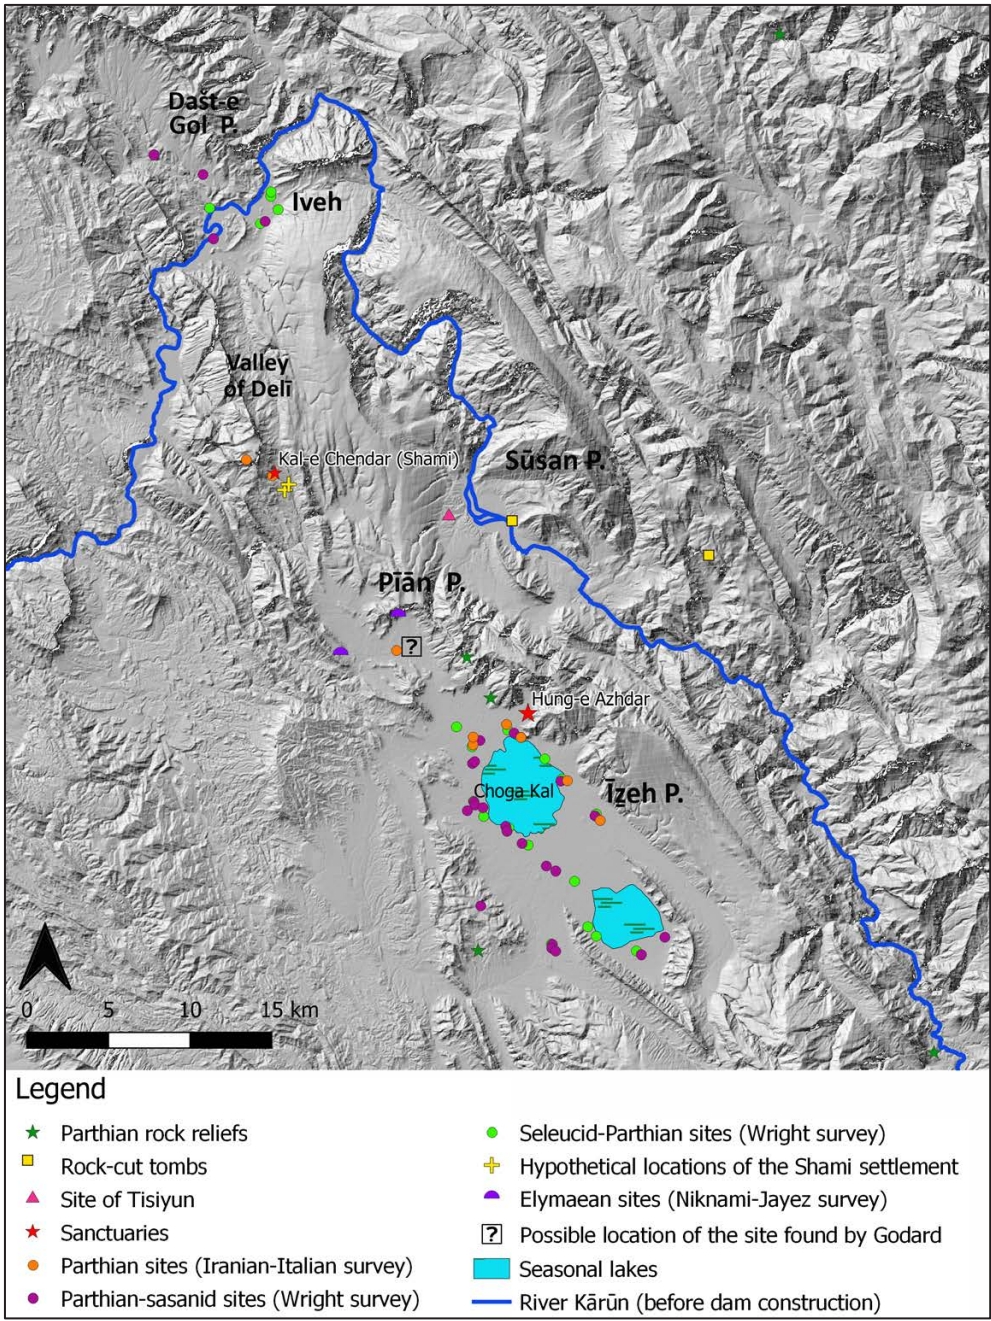 Dašt-e
Gol P.
Iveh
Valley
of Delī
Kal-e Chendar (Shami)
Sūsan P.
Pīān P.
?
Hung-e Azhdar
Choga Kal
Īẕeh P.
0 5 10 15 km
Legend
Parthian rock reliefs
Rock-cut tombs
Site of Tisiyun
Sanctuaries
Parthian sites (Iranian-Italian survey)
Parthian-sasanid sites (Wright survey)
Seleucid-Parthian sites (Wright survey)
Hypothetical locations of the Shami settlement
Elymaean sites (Niknami-Jayez survey)
? Possible location of the site found by Godard
Seasonal lakes
River Kārūn (before dam construction)